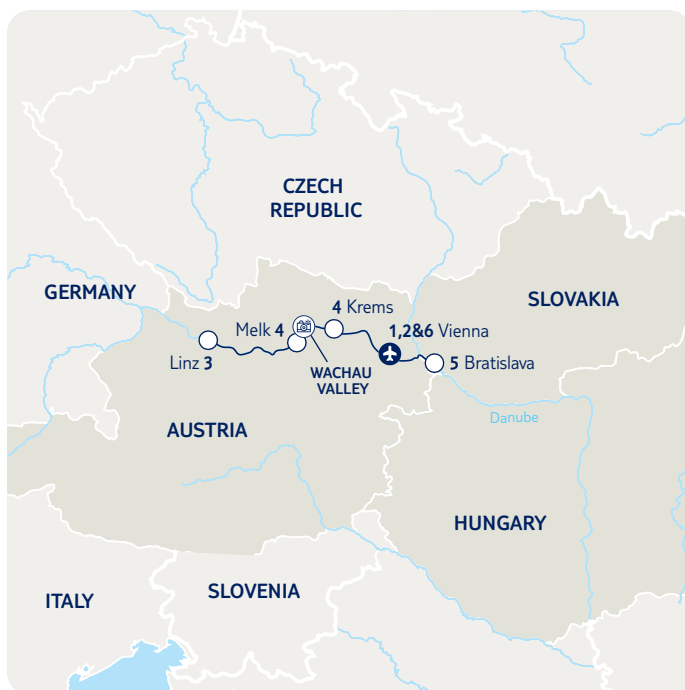 CZECH
REPUBLIC
GERMANY
SLOVAKIA
4 Krems
Melk 4
1,2&6 Vienna
Linz 3
WACHAU
VALLEY
5 Bratislava
Danube
AUSTRIA
HUNGARY
SLOVENIA
ITALY